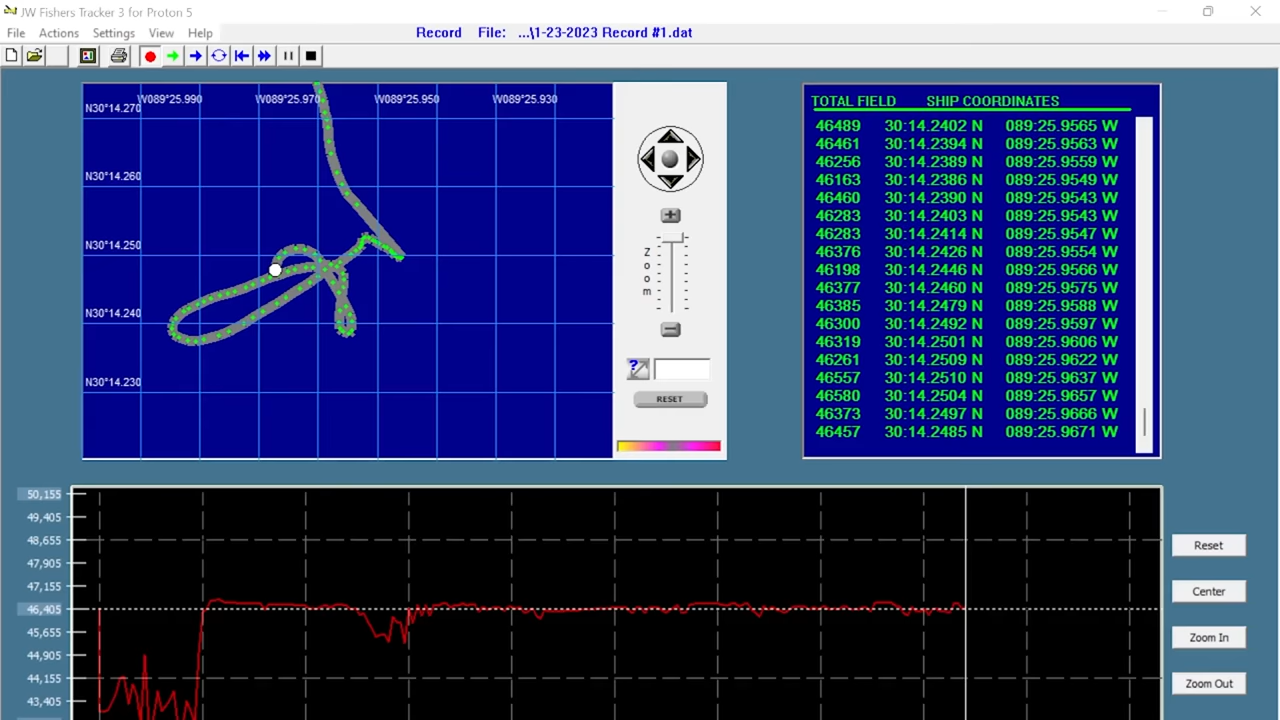 JW Fishers Tracker 3 for Proton 5
File Actions Settings View Help
Record File: ...\1-23-2023 Record #1.dat
W089°25.990 W089°25.970 W089°25.950 W089°25.930
N30°14.270
N30°14.260
N30°14.250
N30°14.240
N30°14.230
Zoom
?
RESET
TOTAL FIELD SHIP COORDINATES
46489 30:14.2402 N 089:25.9565 W
46461 30:14.2394 N 089:25.9563 W
46256 30:14.2389 N 089:25.9559 W
46163 30:14.2386 N 089:25.9549 W
46460 30:14.2390 N 089:25.9543 W
46283 30:14.2403 N 089:25.9543 W
46283 30:14.2414 N 089:25.9547 W
46376 30:14.2426 N 089:25.9554 W
46198 30:14.2446 N 089:25.9566 W
46377 30:14.2460 N 089:25.9575 W
46385 30:14.2479 N 089:25.9588 W
46300 30:14.2492 N 089:25.9597 W
46319 30:14.2501 N 089:25.9606 W
46261 30:14.2509 N 089:25.9622 W
46557 30:14.2510 N 089:25.9637 W
46580 30:14.2504 N 089:25.9657 W
46373 30:14.2497 N 089:25.9666 W
46457 30:14.2485 N 089:25.9671 W
50,155
49,405
48,655
47,905
47,155
46,405
45,655
44,905
44,155
43,405
Reset
Center
Zoom In
Zoom Out